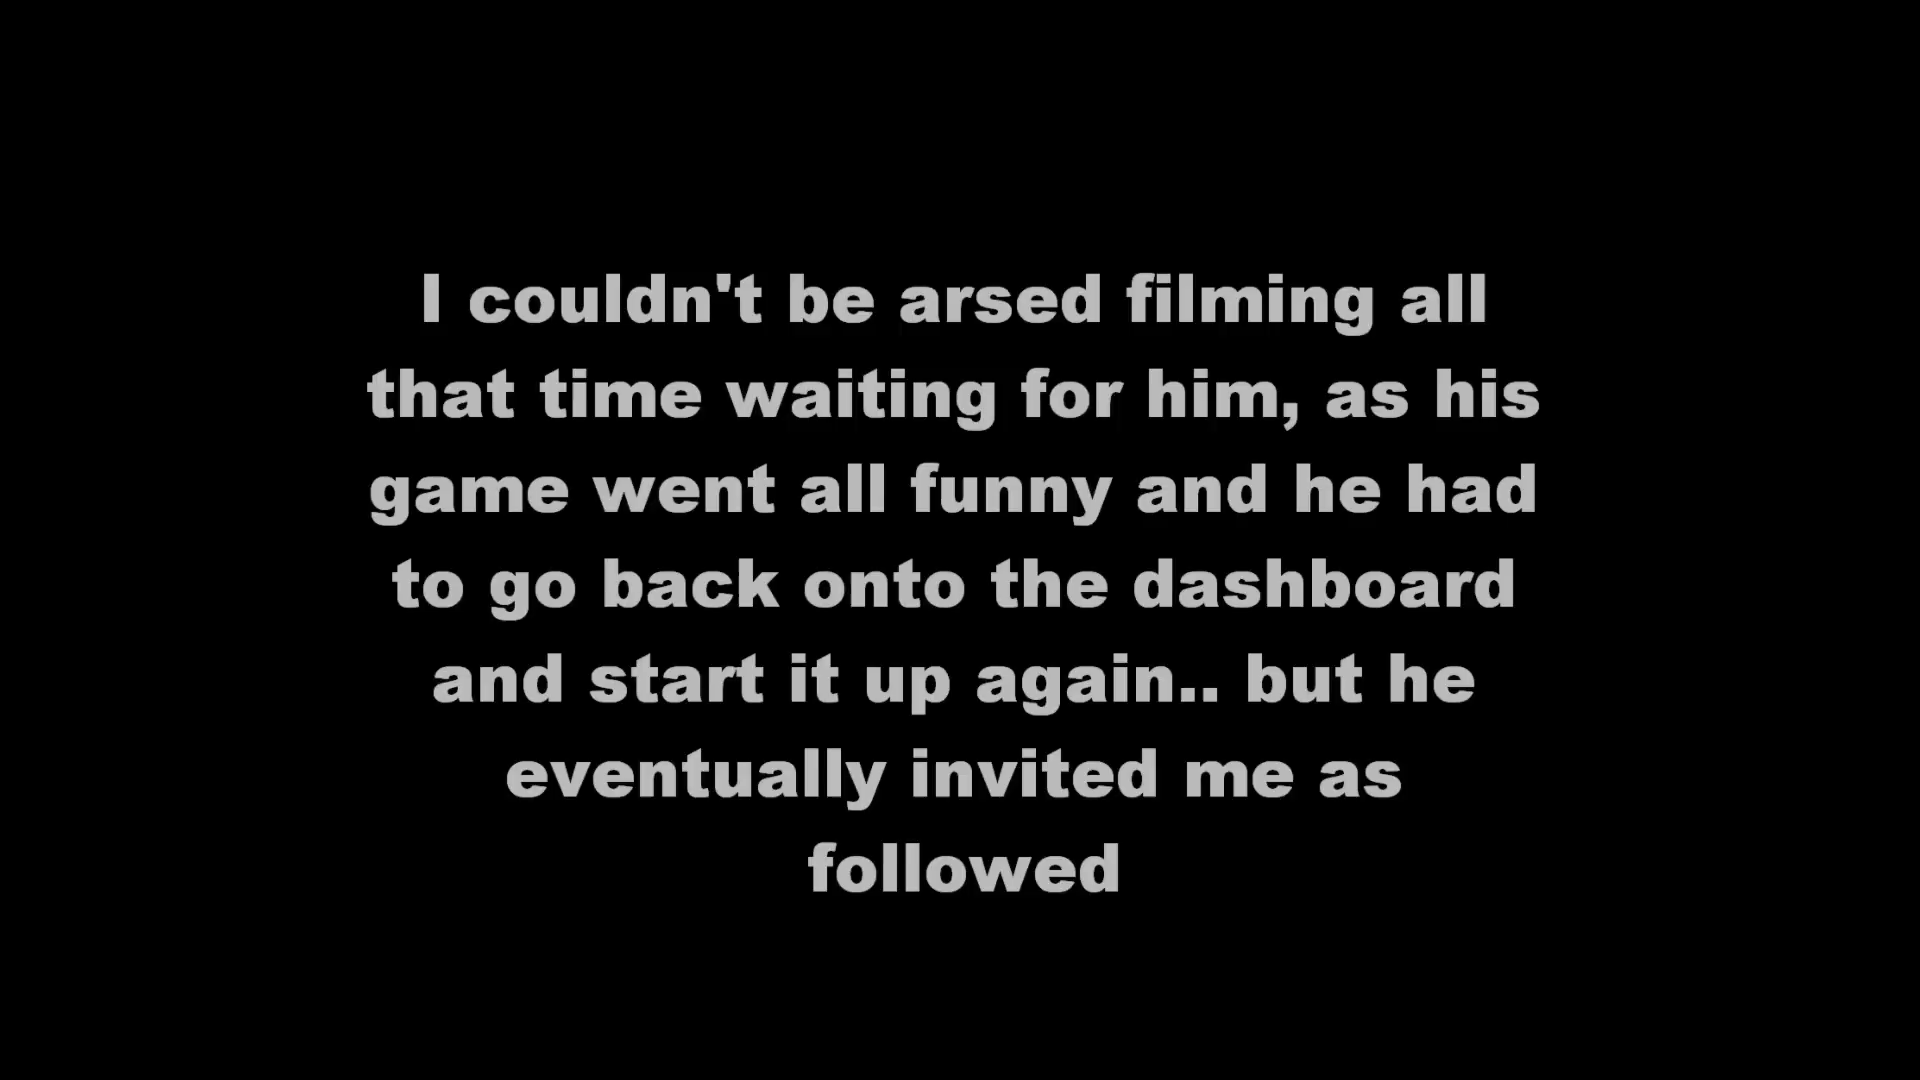 I couldn't be arsed filming all
that time waiting for him, as his
game went all funny and he had
to go back onto the dashboard
and start it up again.. but he
eventually invited me as
followed